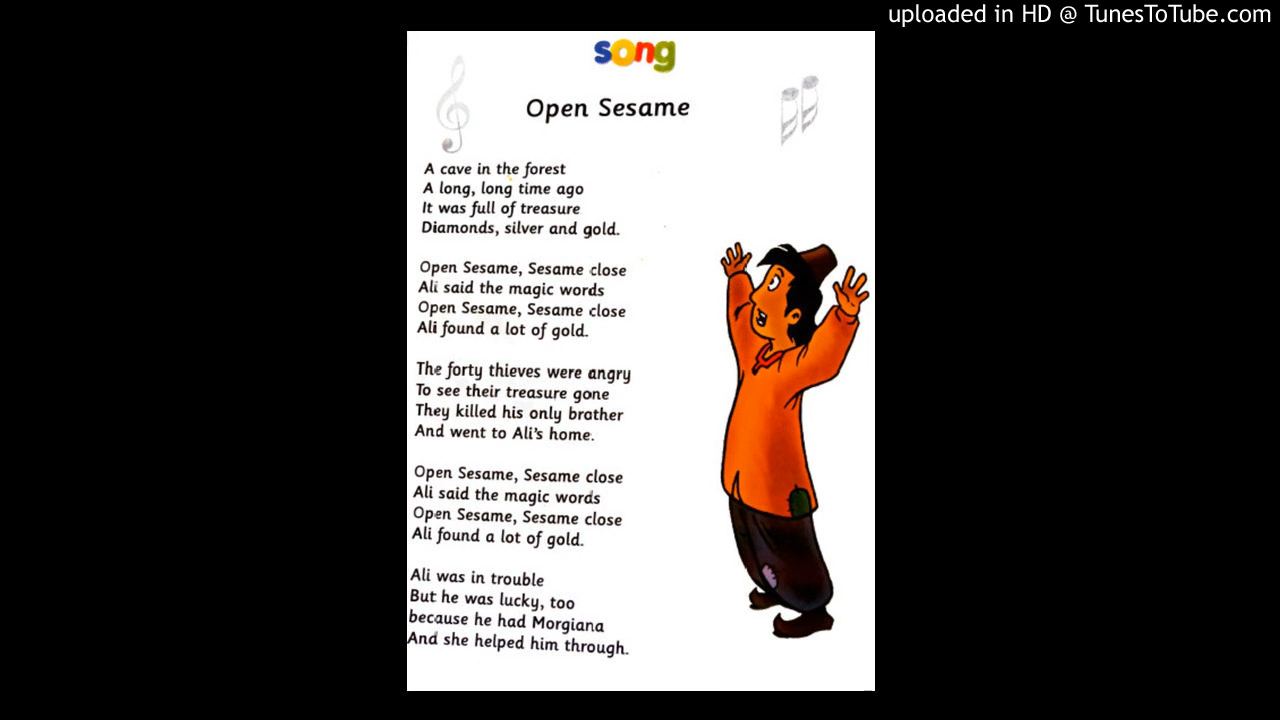 uploaded in HD @ TunesToTube.com
song
Open Sesame
A cave in the forest
A long, long time ago
It was full of treasure
Diamonds, silver and gold.
Open Sesame, Sesame close
Ali said the magic words
Open Sesame, Sesame close
Ali found a lot of gold.
The forty thieves were angry
To see their treasure gone
They killed his only brother
And went to Ali's home.
Open Sesame, Sesame close
Ali said the magic words
Open Sesame, Sesame close
Ali found a lot of gold.
Ali was in trouble
But he was lucky, too
because he had Morgiana
And she helped him through.